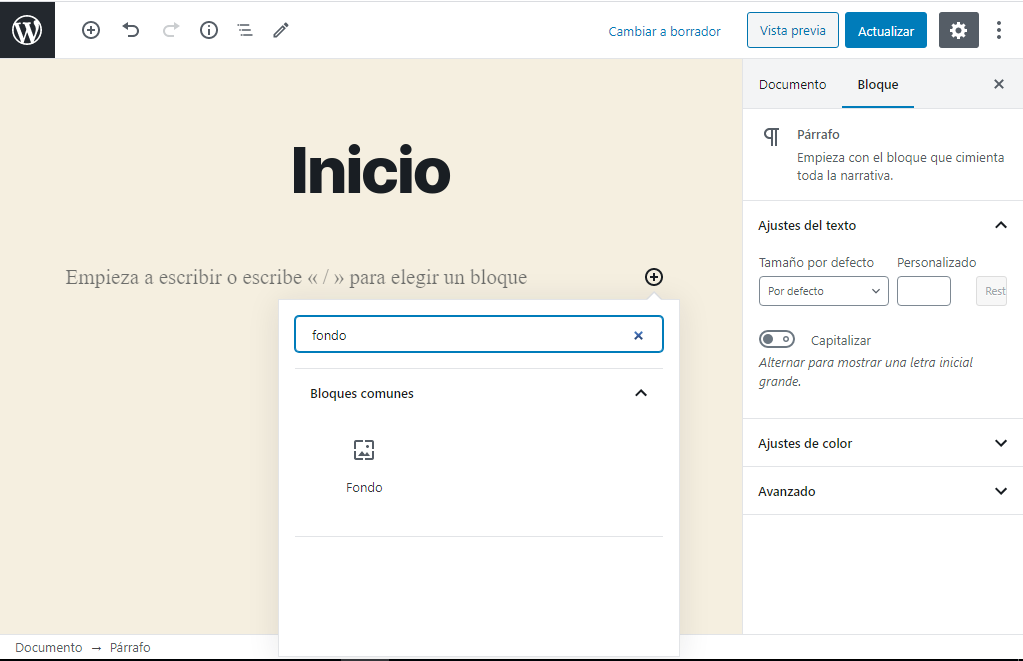 Cambiar a borrador
Vista previa
Actualizar
Documento
Bloque
Párrafo
Empieza con el bloque que cimienta
toda la narrativa.
Ajustes del texto
Tamaño por defecto
Personalizado
Por defecto
Rest
Capitalizar
Alternar para mostrar una letra inicial
grande.
Ajustes de color
Avanzado
Inicio
Empieza a escribir o escribe « / » para elegir un bloque
fondo
Bloques comunes
Fondo
Documento → Párrafo